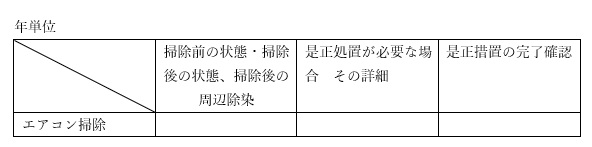 年単位
掃除前の状態・掃除
後の状態、掃除後の
周辺除染
是正処置が必要な場
合　その詳細
是正措置の完了確認
エアコン掃除